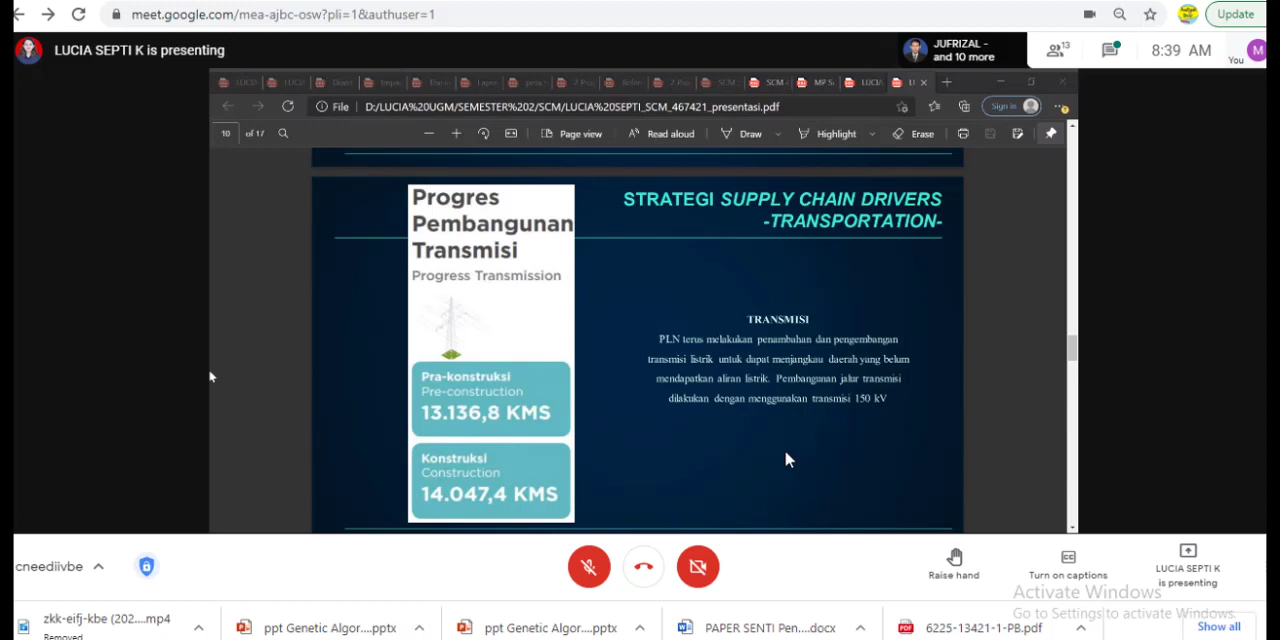 meet.google.com/mea-ajbc-osw?pli=1&authuser=1
Update
LUCIA SEPTI K is presenting
JUFRIZAL -
and 10 more
13
8:39 AM
You
M
File
D:/LUCIA%20UGM/SEMESTER%202/SCM/LUCIA%20SEPTI_SCM_467421_presentasi.pdf
Sign in
10 of 17
Page view
Read aloud
Draw
Highlight
Erase
Progres
Pembangunan
Transmisi
Progress Transmission
Pra-konstruksi
Pre-construction
13.136,8 KMS
Konstruksi
Construction
14.047,4 KMS
STRATEGI SUPPLY CHAIN DRIVERS
-TRANSPORTATION-
TRANSMISI
PLN terus melakukan penambahan dan pengembangan
transmisi listrik untuk dapat menjangkau daerah yang belum
mendapatkan aliran listrik. Pembangunan jalur transmisi
dilakukan dengan menggunakan transmisi 150 kV
cneediivbe
Raise hand
Turn on captions
LUCIA SEPTI K
is presenting
Activate Windows
Go to Settings to activate Windows.
zkk-eifj-kbe (202....mp4
Removed
ppt Genetic Algor....pptx
ppt Genetic Algor....pptx
PAPER SENTI Pen....docx
6225-13421-1-PB.pdf
Show all